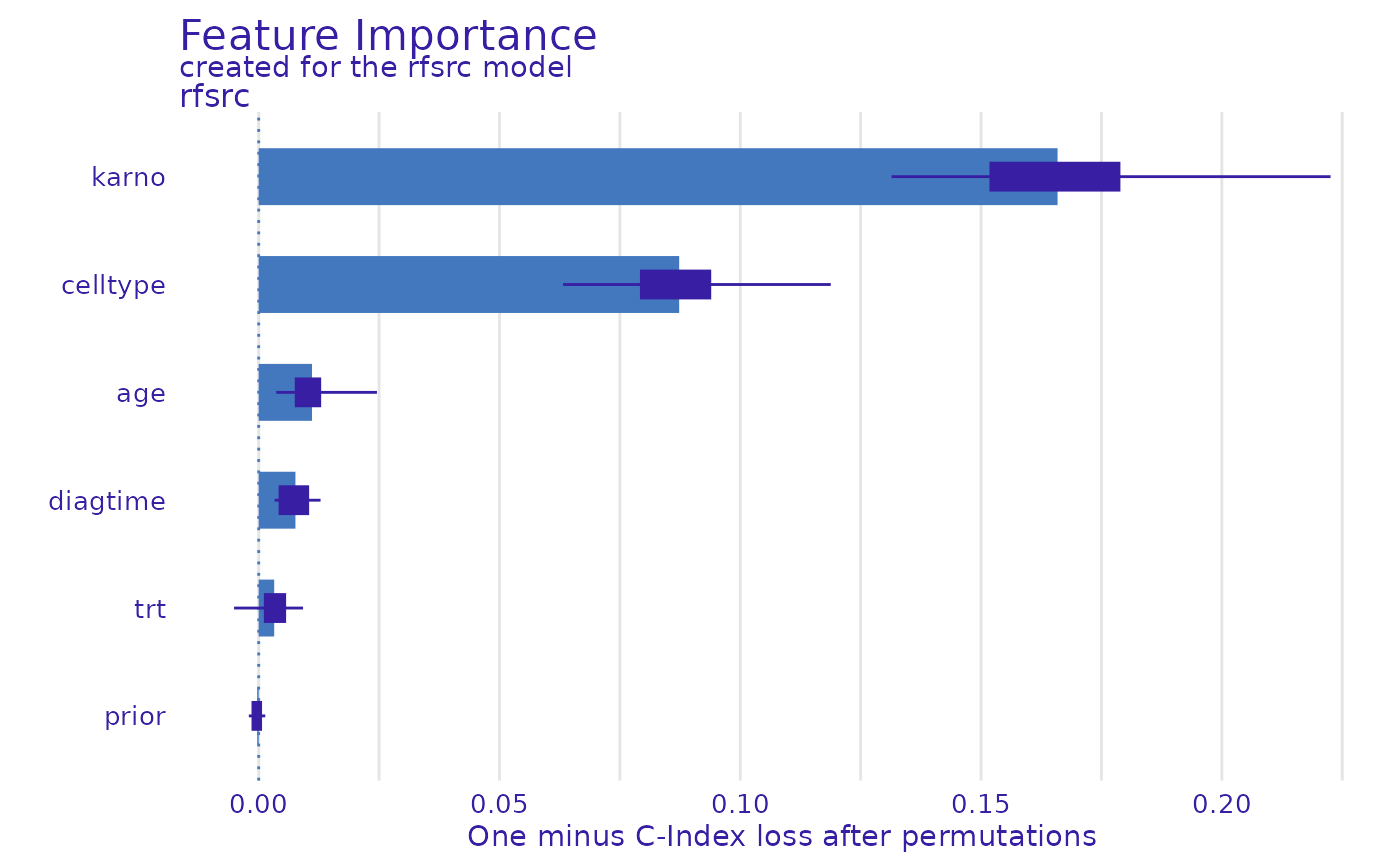 Feature Importance
created for the rfsrc model
rfsrc
karno
celltype
age
diagtime
trt
prior
0.00 0.05 0.10 0.15 0.20
One minus C-Index loss after permutations